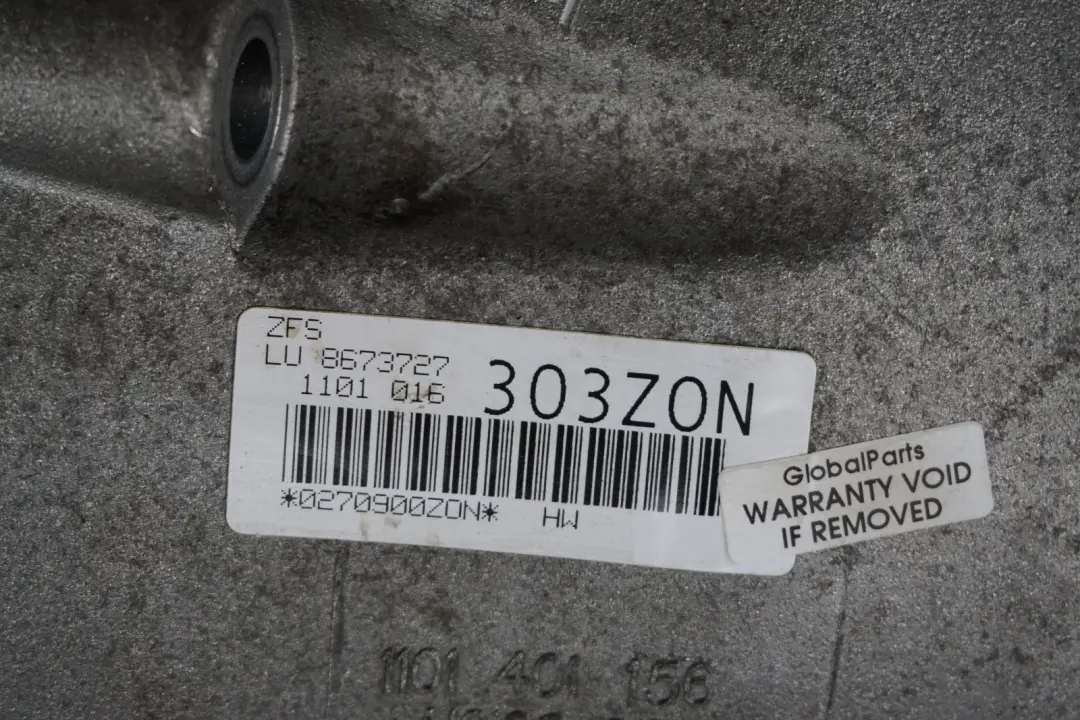 ZFS
LU 8673727
1101 016
303ZON
*0270900ZON* HW
GlobalParts
WARRANTY VOID
IF REMOVED
1101 401 156